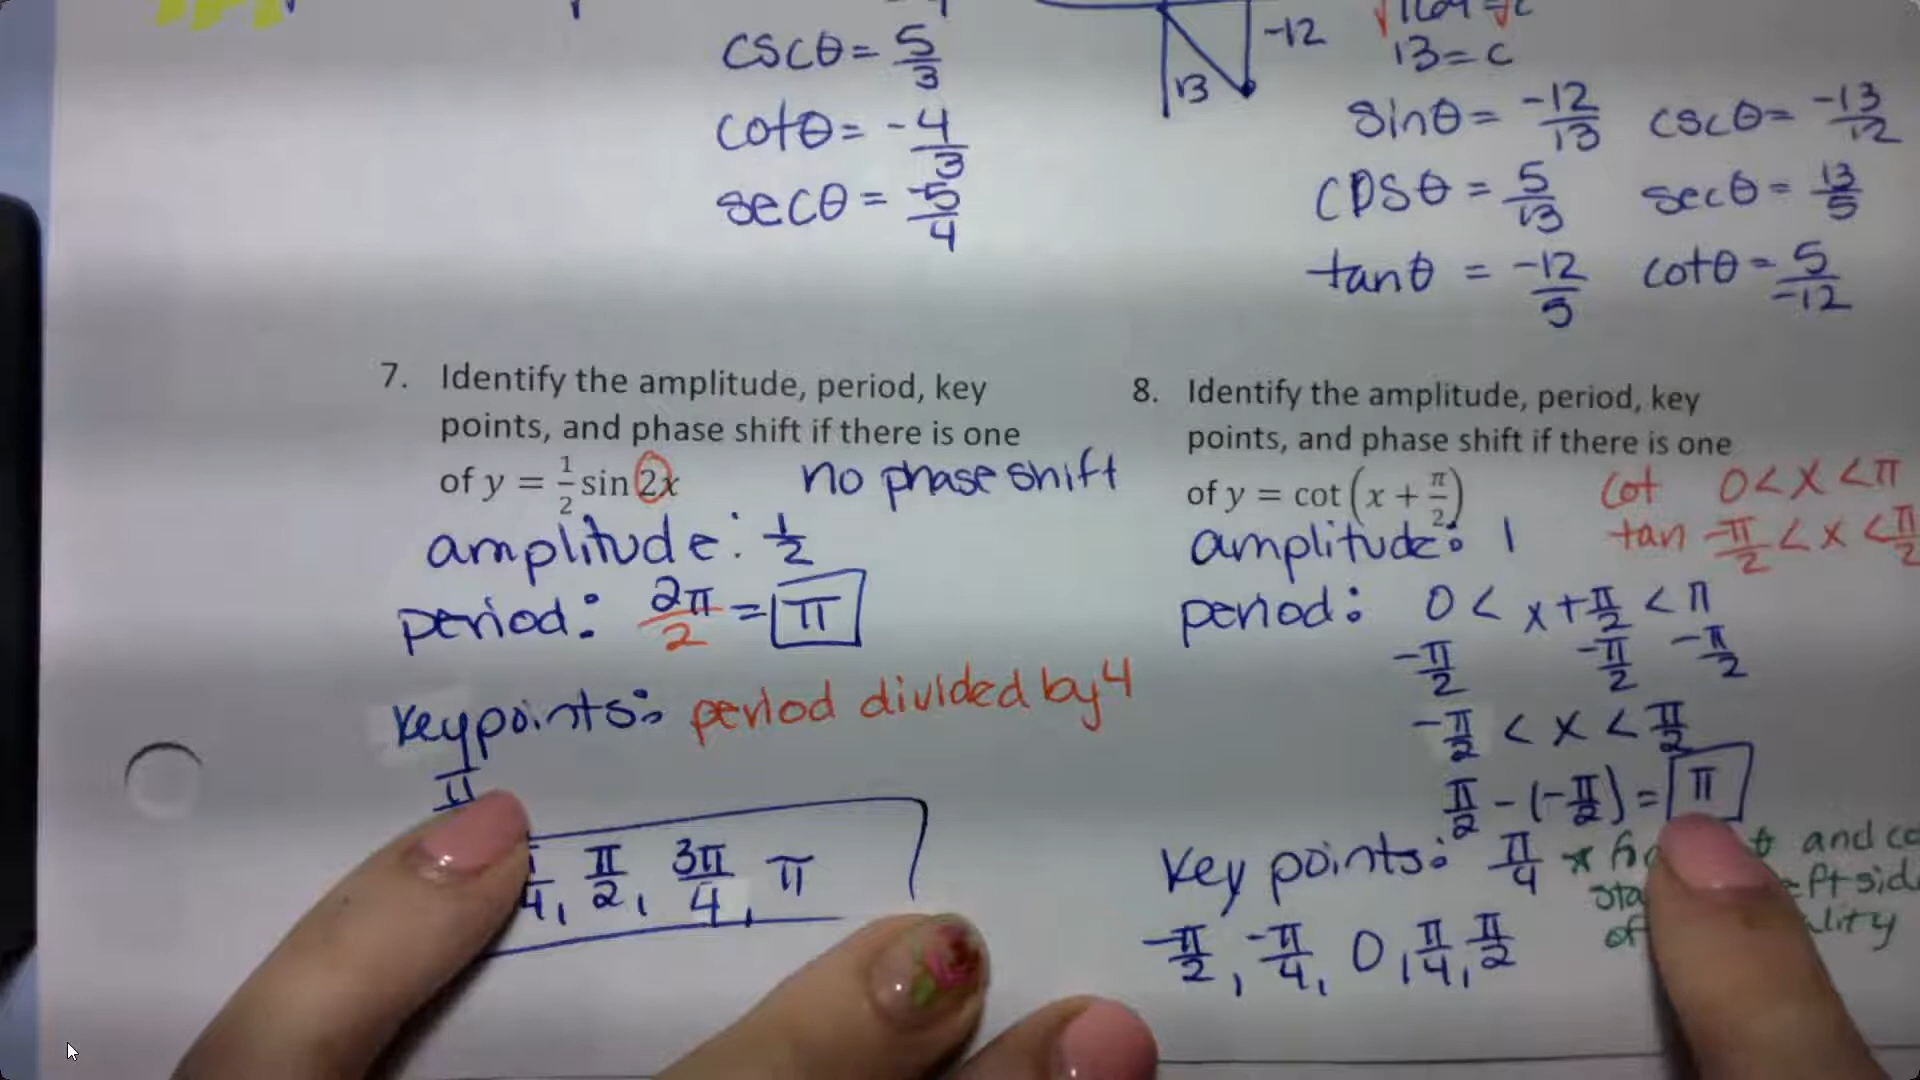 cscθ = 5/3
cotθ = -4/3
secθ = -5/4
-12
13
13 = c
sinθ = -12/13 cscθ = -13/12
cosθ = 5/13 secθ = 13/5
tanθ = -12/5 cotθ = 5/-12
7. Identify the amplitude, period, key
points, and phase shift if there is one
of y = 1/2 sin 2x no phase shift
amplitude: 1/2
period: 2π/2 = π
key points: period divided by 4
π
π/2, 3π/4, π
8. Identify the amplitude, period, key
points, and phase shift if there is one
of y = cot (x + π/2)
cot 0 < x < π
tan -π/2 < x < π/2
amplitude: 1
period: 0 < x + π/2 < π
-π/2 -π/2 -π/2
-π/2 < x < π/2
π/2 - (-π/2) = π
key points: π/4 * and
of
-π/2, -π/4, 0, π/4, π/2